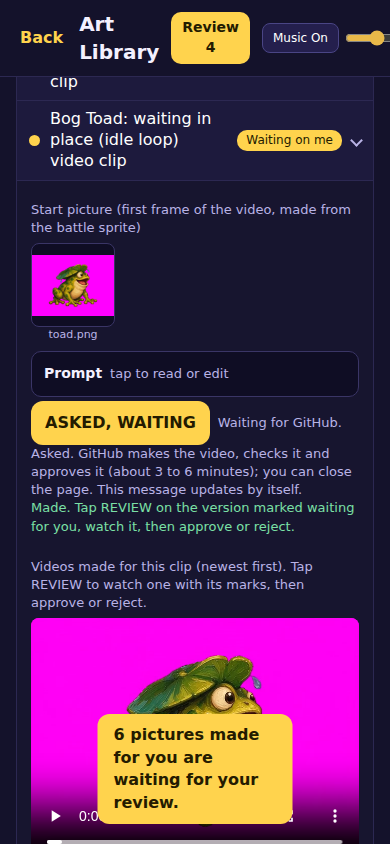 Back
Art
Library
Review
4
Music On
clip
Bog Toad: waiting in
place (idle loop)
video clip
Waiting on me
Start picture (first frame of the video, made from
the battle sprite)
toad.png
Prompt tap to read or edit
ASKED, WAITING Waiting for GitHub.
Asked. GitHub makes the video, checks it and
approves it (about 3 to 6 minutes); you can close
the page. This message updates by itself.
Made. Tap REVIEW on the version marked waiting
for you, watch it, then approve or reject.
Videos made for this clip (newest first). Tap
REVIEW to watch one with its marks, then
approve or reject.
6 pictures made
for you are
waiting for your
review.